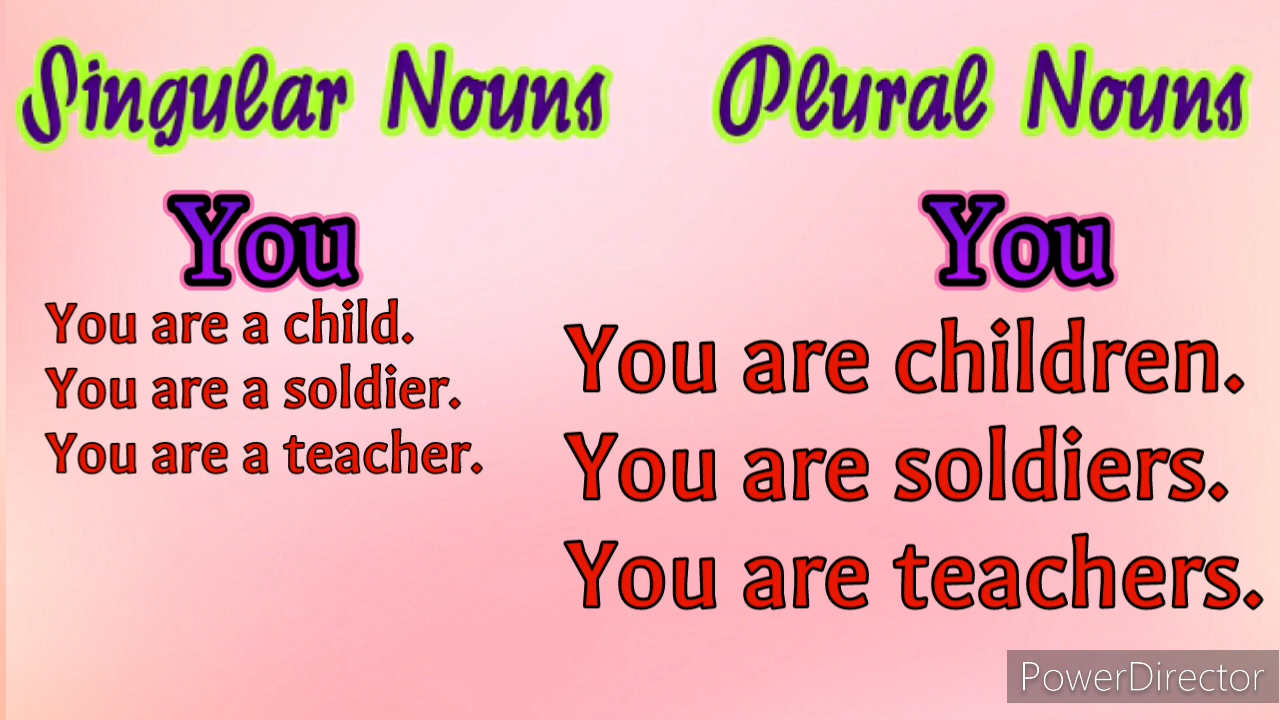 Singular Nouns
Plural Nouns
You
You are a child.
You are a soldier.
You are a teacher.
You
You are children.
You are soldiers.
You are teachers.
PowerDirector